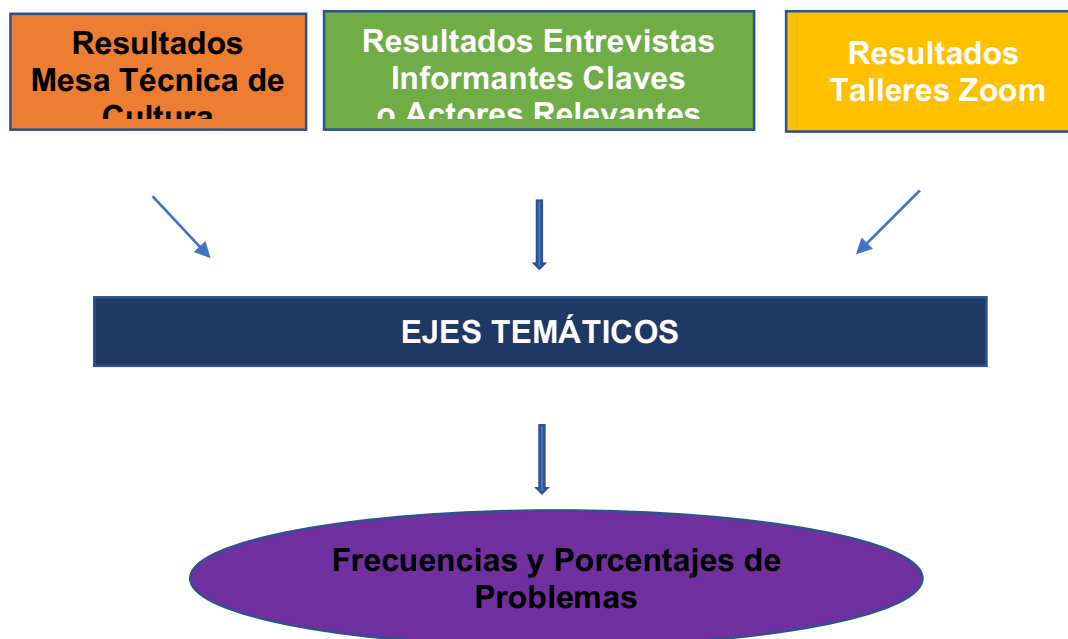 Resultados
Mesa Técnica de
Cultura
Resultados Entrevistas
Informantes Claves
o Actores Relevantes
Resultados
Talleres Zoom
EJES TEMÁTICOS
Frecuencias y Porcentajes de
Problemas